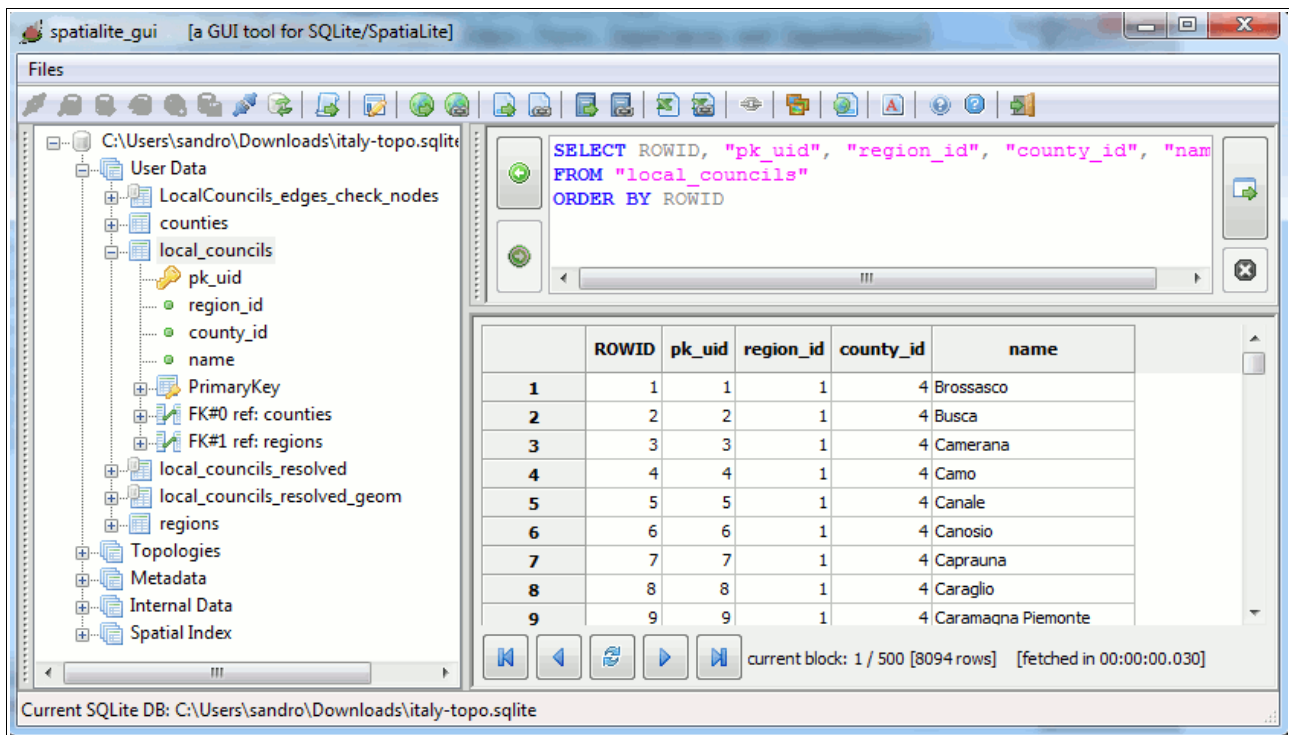 spatialite_gui [a GUI tool for SQLite/SpatiaLite]
Files
C:\Users\sandro\Downloads\italy-topo.sqlite
User Data
LocalCouncils_edges_check_nodes
counties
local_councils
pk_uid
region_id
county_id
name
PrimaryKey
FK#0 ref: counties
FK#1 ref: regions
local_councils_resolved
local_councils_resolved_geom
regions
Topologies
Metadata
Internal Data
Spatial Index
SELECT ROWID, "pk_uid", "region_id", "county_id", "nam
FROM "local_councils"
ORDER BY ROWID
ROWID pk_uid region_id county_id name
1 1 1 1 4 Brossasco
2 2 2 1 4 Busca
3 3 3 1 4 Camerana
4 4 4 1 4 Camo
5 5 5 1 4 Canale
6 6 6 1 4 Canosio
7 7 7 1 4 Caprauna
8 8 8 1 4 Caraglio
9 9 9 1 4 Caramagna Piemonte
current block: 1 / 500 [8094 rows] [fetched in 00:00:00.030]
Current SQLite DB: C:\Users\sandro\Downloads\italy-topo.sqlite